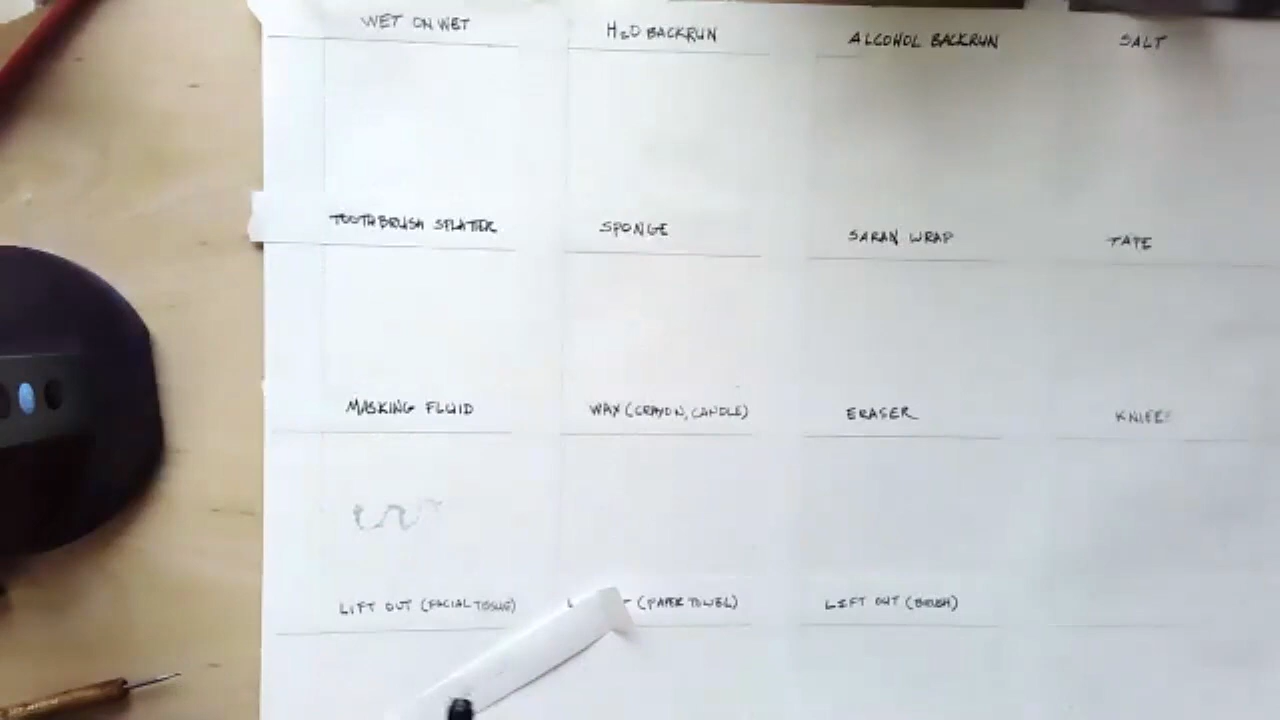 WET ON WET
H2O BACKRUN
ALCOHOL BACKRUN
SALT
TOOTHBRUSH SPLATTER
SPONGE
SARAN WRAP
TAPE
MASKING FLUID
WAX (CRAYON, CANDLE)
ERASER
KNIFE
LIFT OUT (FACIAL TISSUE)
(PAPER TOWEL)
LIFT OUT (BRUSH)